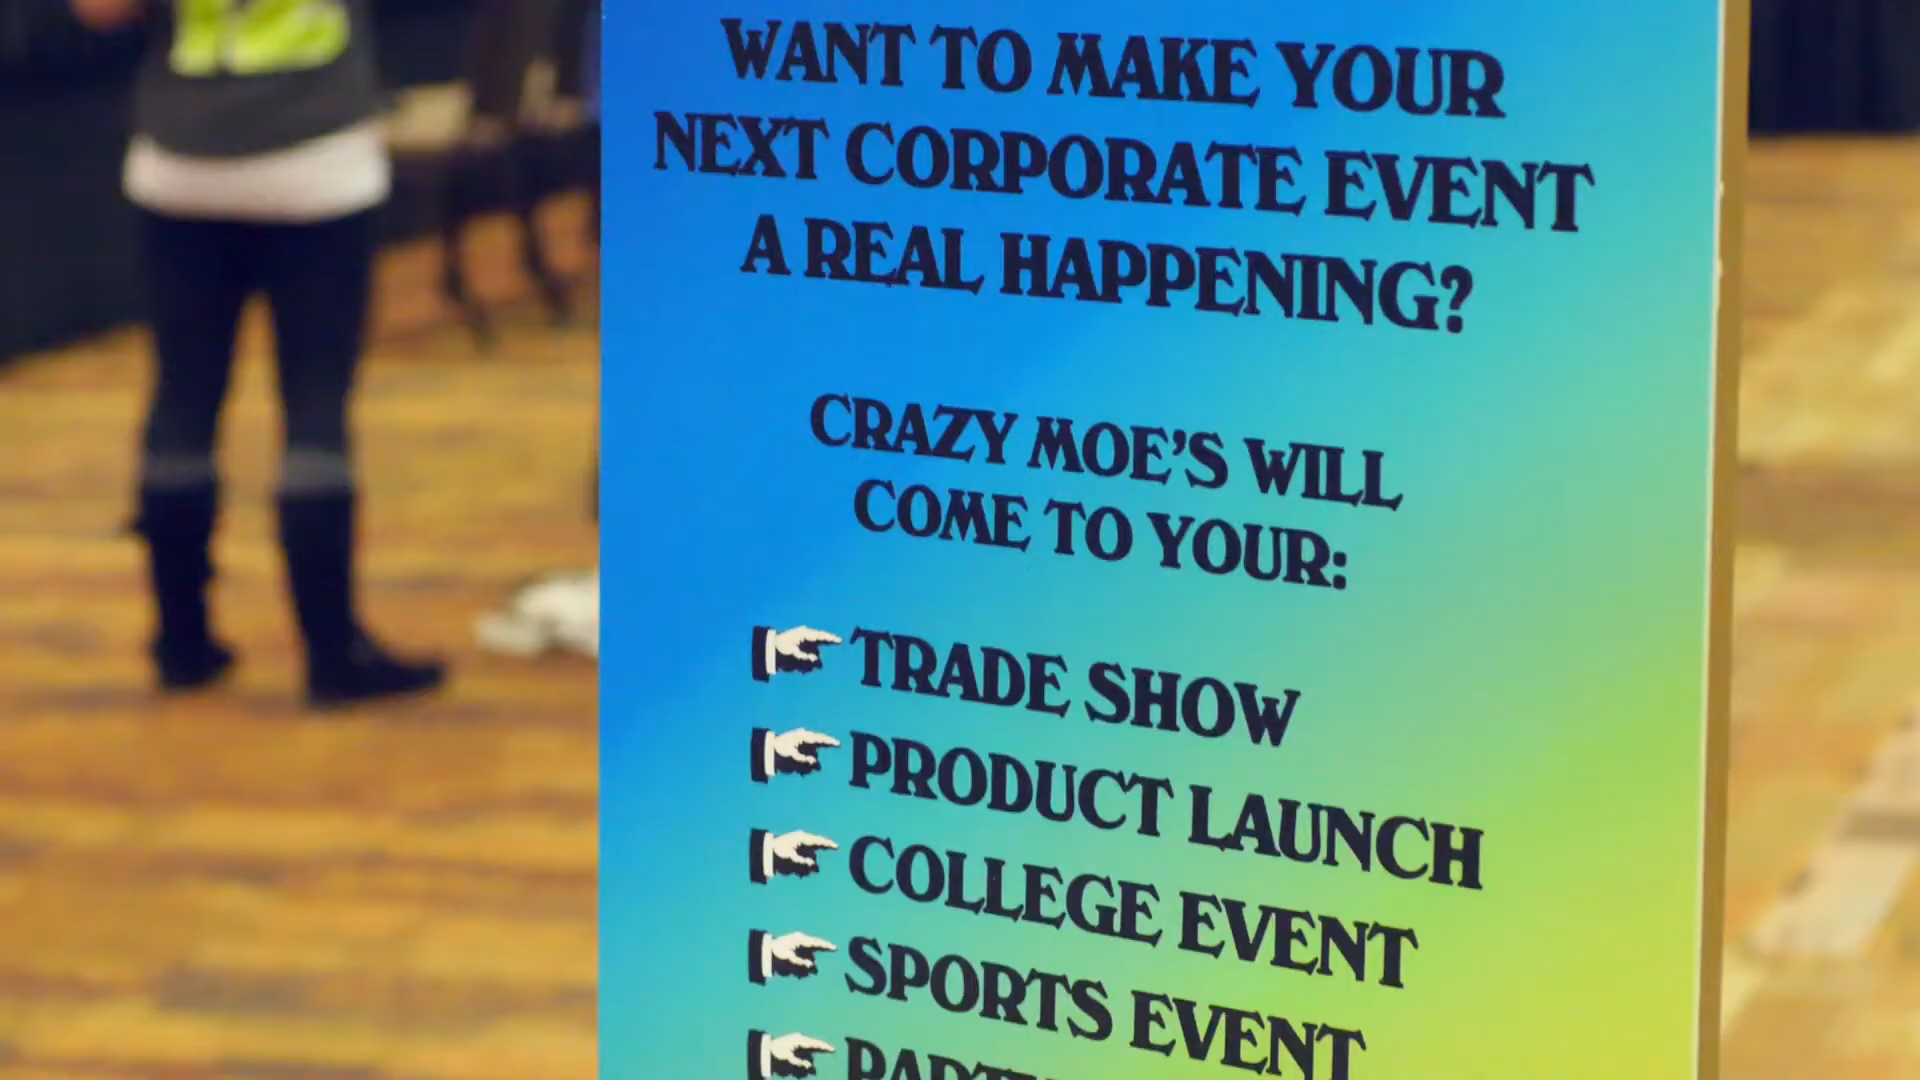 WANT TO MAKE YOUR
NEXT CORPORATE EVENT
A REAL HAPPENING?
CRAZY MOE'S WILL
COME TO YOUR:
TRADE SHOW
PRODUCT LAUNCH
COLLEGE EVENT
SPORTS EVENT